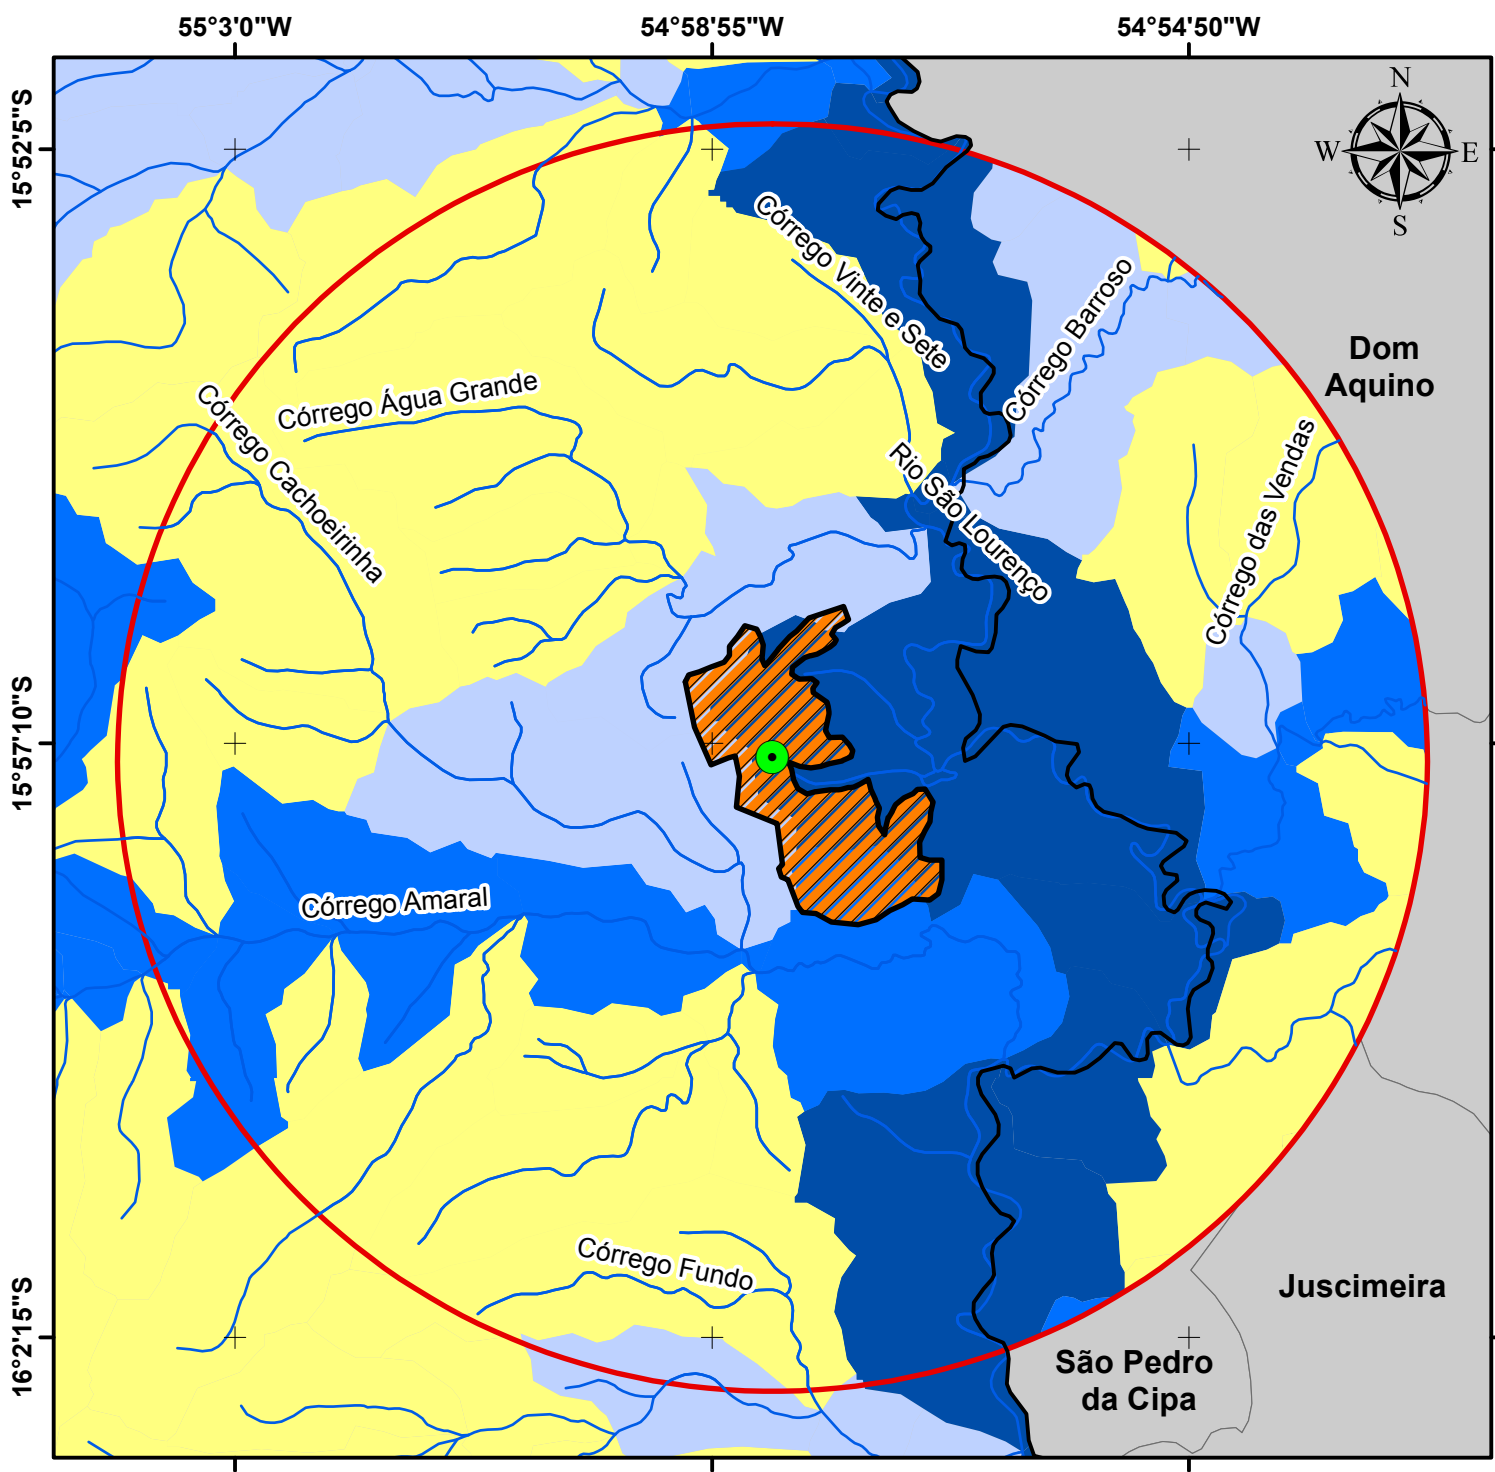 55°3'0"W
54°58'55"W
54°54'50"W
15°52'5"S
N
W
E
S
Córrego Vinte e Sete
Córrego Barroso
Dom
Aquino
Córrego Água Grande
Córrego Cachoeirinha
Rio São Lourenço
Córrego das Vendas
15°57'10"S
Córrego Amaral
Córrego Fundo
Juscimeira
16°2'15"S
São Pedro
da Cipa